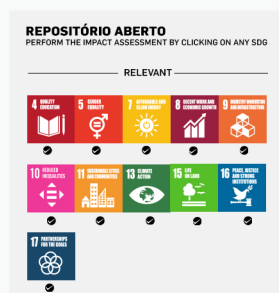 REPOSITÓRIO ABERTO
PERFORM THE IMPACT ASSESSMENT BY CLICKING ON ANY SDG
RELEVANT
4 QUALITY EDUCATION
5 GENDER EQUALITY
7 AFFORDABLE AND CLEAN ENERGY
8 DECENT WORK AND ECONOMIC GROWTH
9 INDUSTRY, INNOVATION AND INFRASTRUCTURE
10 REDUCED INEQUALITIES
11 SUSTAINABLE CITIES AND COMMUNITIES
13 CLIMATE ACTION
15 LIFE ON LAND
16 PEACE, JUSTICE AND STRONG INSTITUTIONS
17 PARTNERSHIPS FOR THE GOALS